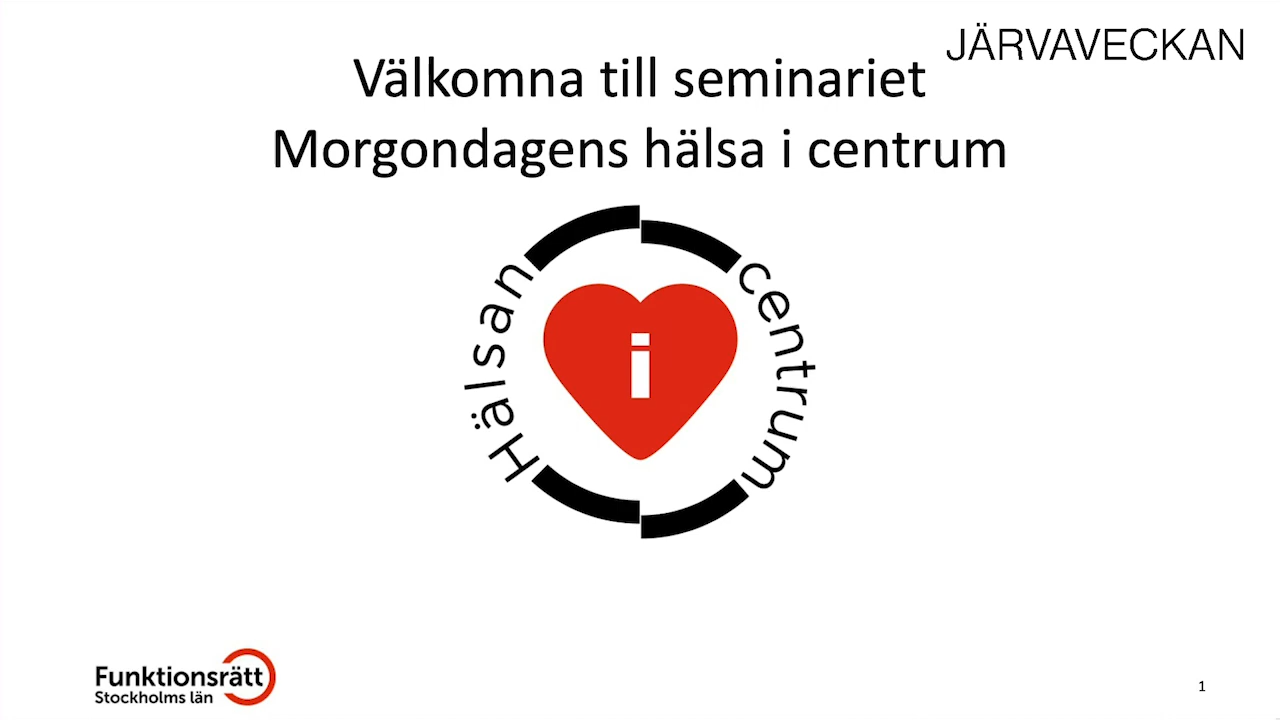 JÄRVAVECKAN
Välkomna till seminariet
Morgondagens hälsa i centrum
Hälsan
i
centrum
Funktionsrätt
Stockholms län
1